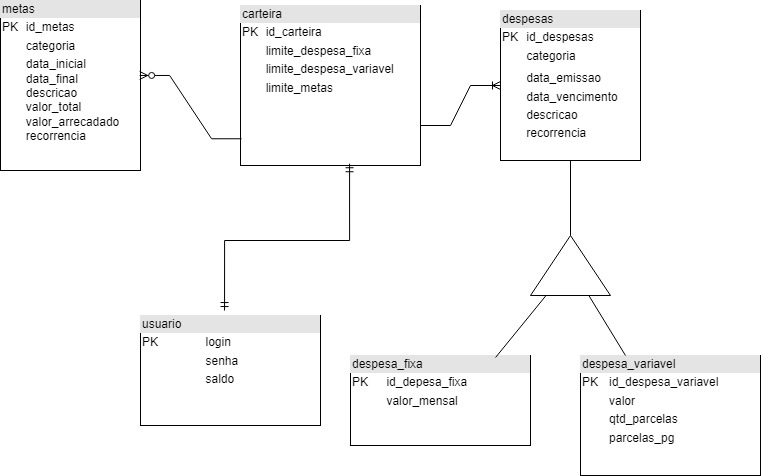 metas
PK id_metas
categoria
data_inicial
data_final
descricao
valor_total
valor_arrecadado
recorrencia
carteira
PK id_carteira
limite_despesa_fixa
limite_despesa_variavel
limite_metas
despesas
PK id_despesas
categoria
data_emissao
data_vencimento
descricao
recorrencia
usuario
PK login
senha
saldo
despesa_fixa
PK id_depesa_fixa
valor_mensal
despesa_variavel
PK id_despesa_variavel
valor
qtd_parcelas
parcelas_pg